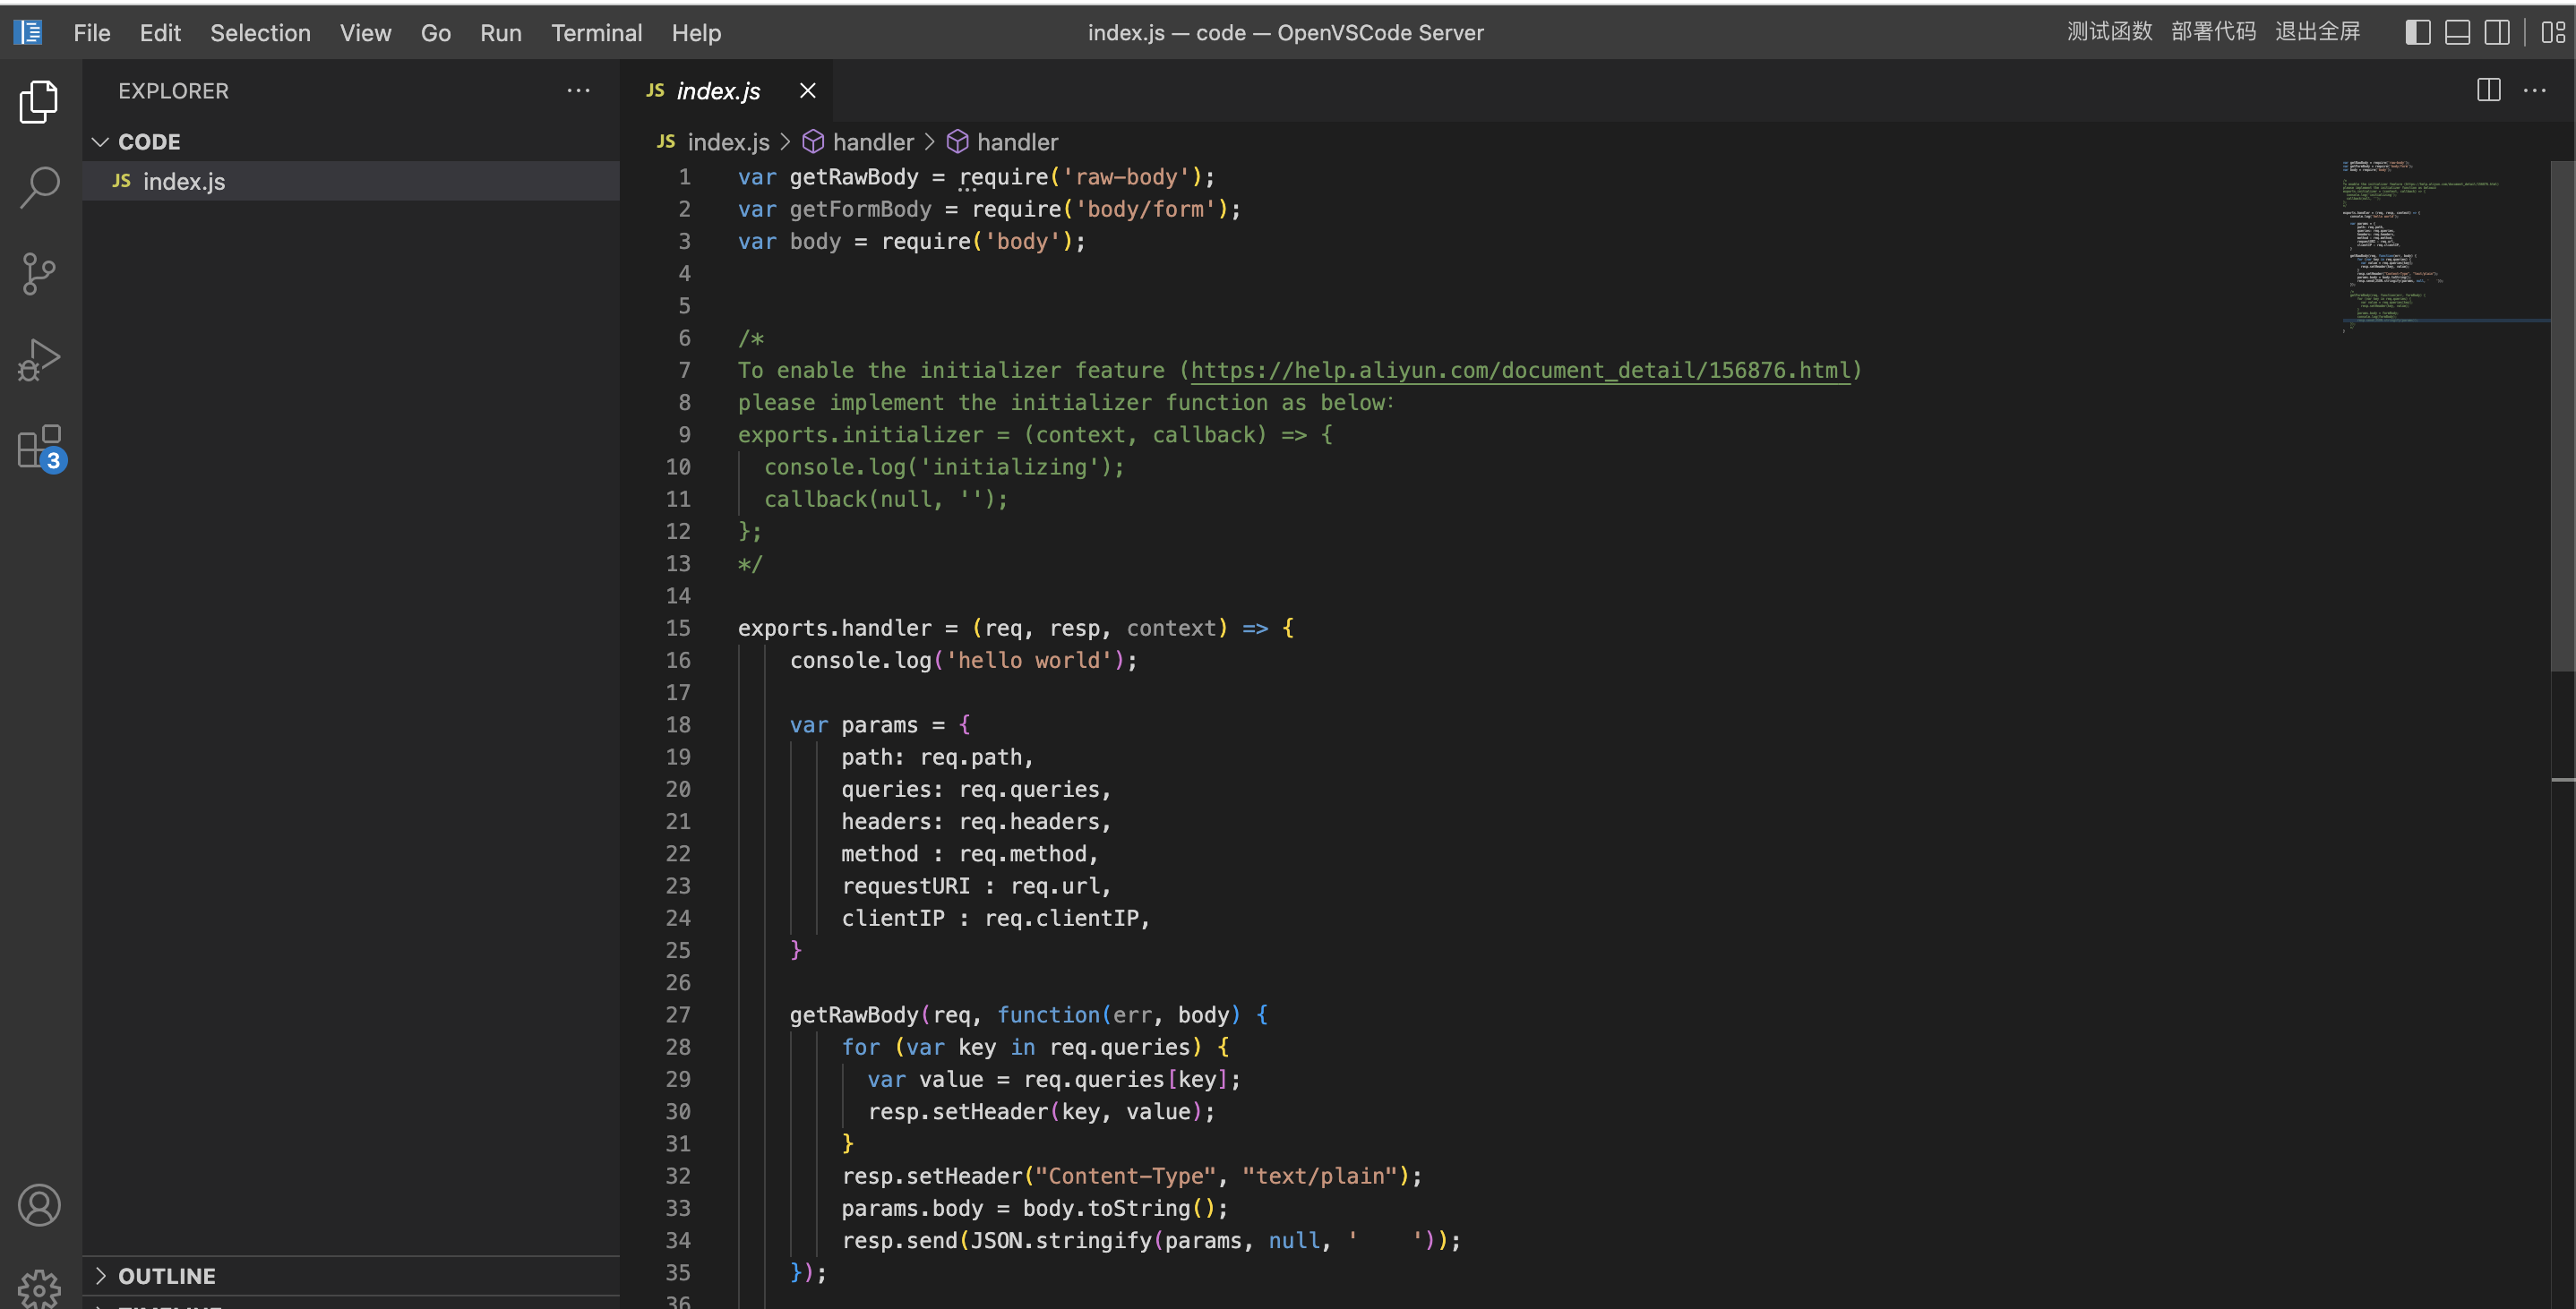 File Edit Selection View Go Run Terminal Help index.js — code — OpenVSCode Server 测试函数 部署代码 退出全屏
EXPLORER
CODE
JS index.js
3
OUTLINE
JS index.js
JS index.js > handler > handler
1 var getRawBody = require('raw-body');
2 var getFormBody = require('body/form');
3 var body = require('body');
4
5
6 /*
7 To enable the initializer feature (https://help.aliyun.com/document_detail/156876.html)
8 please implement the initializer function as below:
9 exports.initializer = (context, callback) => {
10   console.log('initializing');
11   callback(null, '');
12 };
13 */
14
15 exports.handler = (req, resp, context) => {
16     console.log('hello world');
17
18     var params = {
19         path: req.path,
20         queries: req.queries,
21         headers: req.headers,
22         method : req.method,
23         requestURI : req.url,
24         clientIP : req.clientIP,
25     }
26
27     getRawBody(req, function(err, body) {
28         for (var key in req.queries) {
29           var value = req.queries[key];
30           resp.setHeader(key, value);
31         }
32         resp.setHeader("Content-Type", "text/plain");
33         params.body = body.toString();
34         resp.send(JSON.stringify(params, null, '    '));
35     });
36